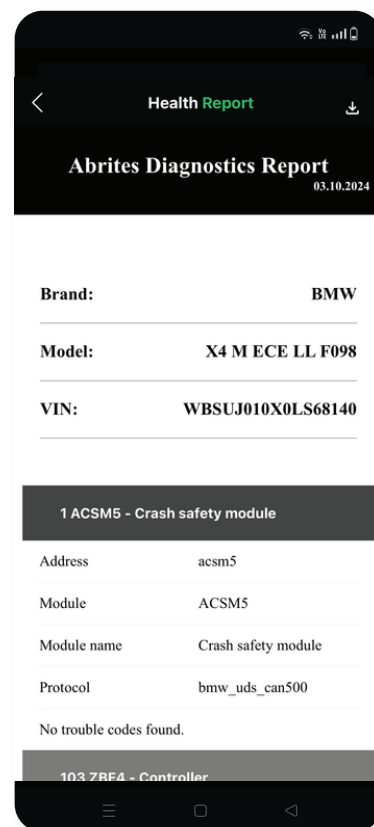 Health Report
Abrites Diagnostics Report
03.10.2024
Brand: BMW
Model: X4 M ECE LL F098
VIN: WBSUJ010X0LS68140
1 ACSM5 - Crash safety module
Address acsm5
Module ACSM5
Module name Crash safety module
Protocol bmw_uds_can500
No trouble codes found.
103 ZBE4 - Controller